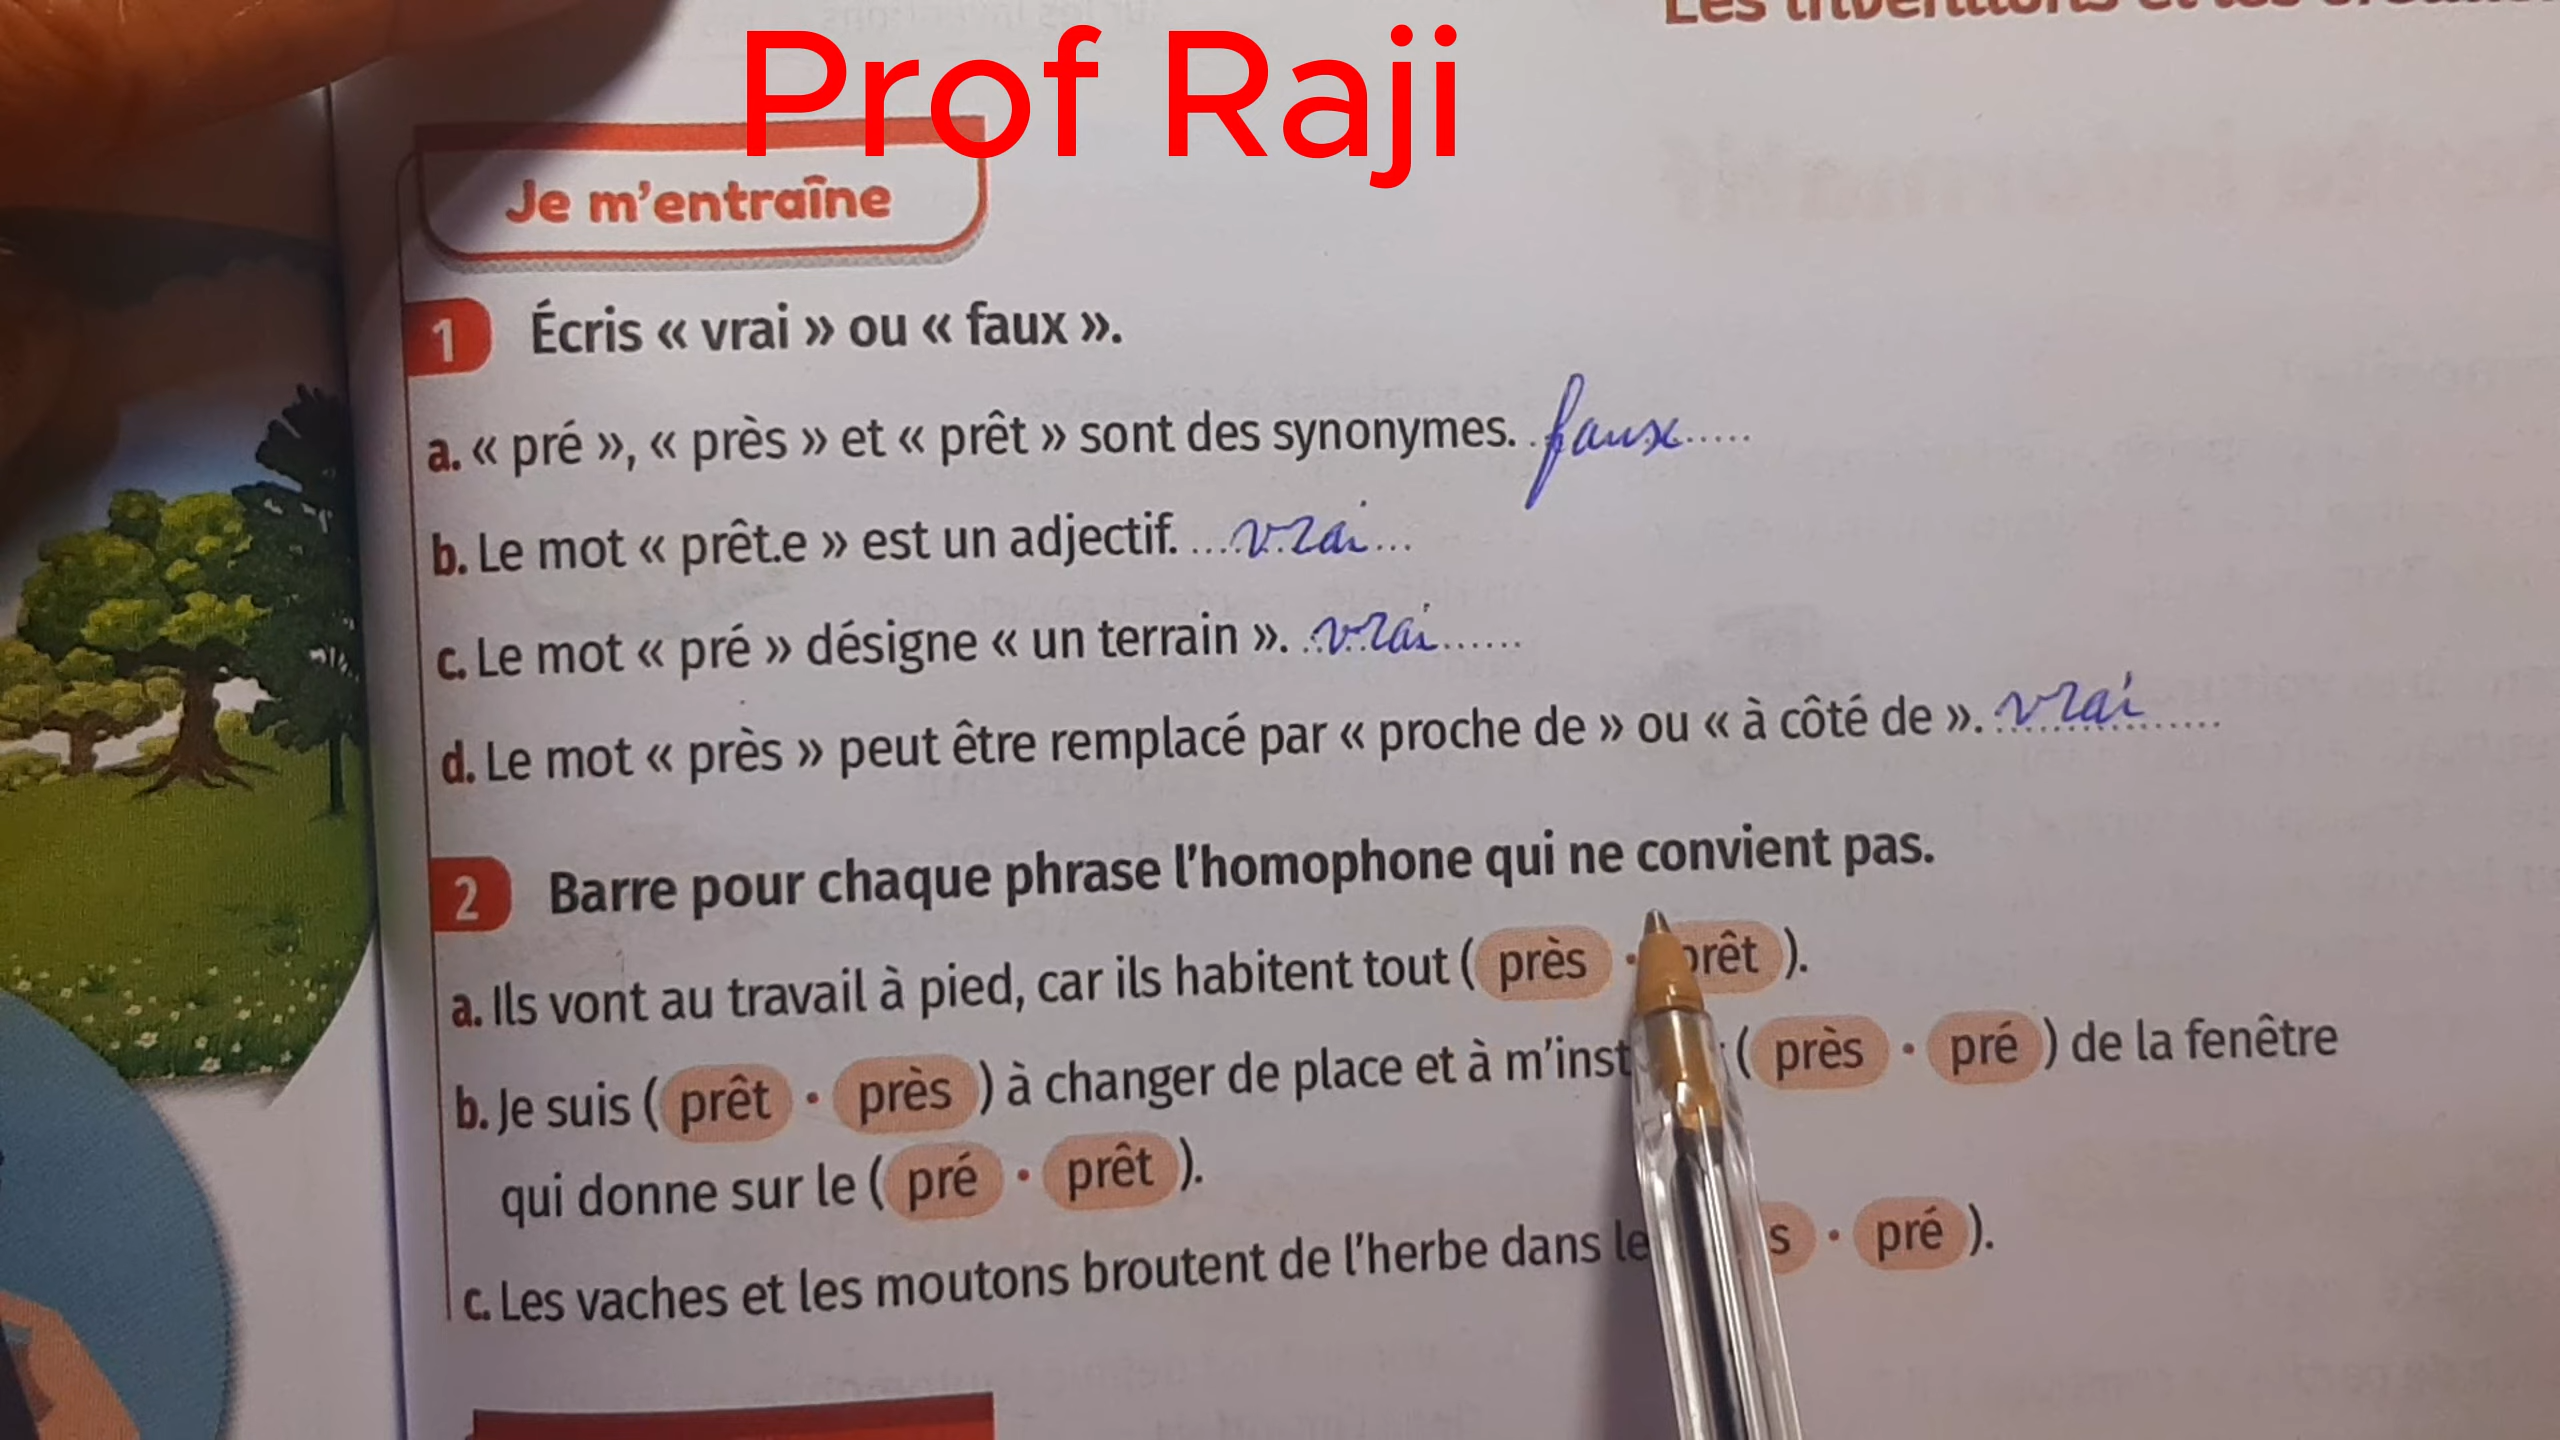 Prof Raji
Je m'entraîne
1 Écris « vrai » ou « faux ».
a. « pré », « près » et « prêt » sont des synonymes. faux
b. Le mot « prêt.e » est un adjectif. ... vrai ...
c. Le mot « pré » désigne « un terrain ». vrai ......
d. Le mot « près » peut être remplacé par « proche de » ou « à côté de ». vrai
2 Barre pour chaque phrase l'homophone qui ne convient pas.
a. Ils vont au travail à pied, car ils habitent tout ( près · prêt ).
b. Je suis ( prêt · près ) à changer de place et à ( près · pré ) de la fenêtre
qui donne sur le ( pré · prêt ).
c. Les vaches et les moutons broutent de l'herbe dans le · pré ).